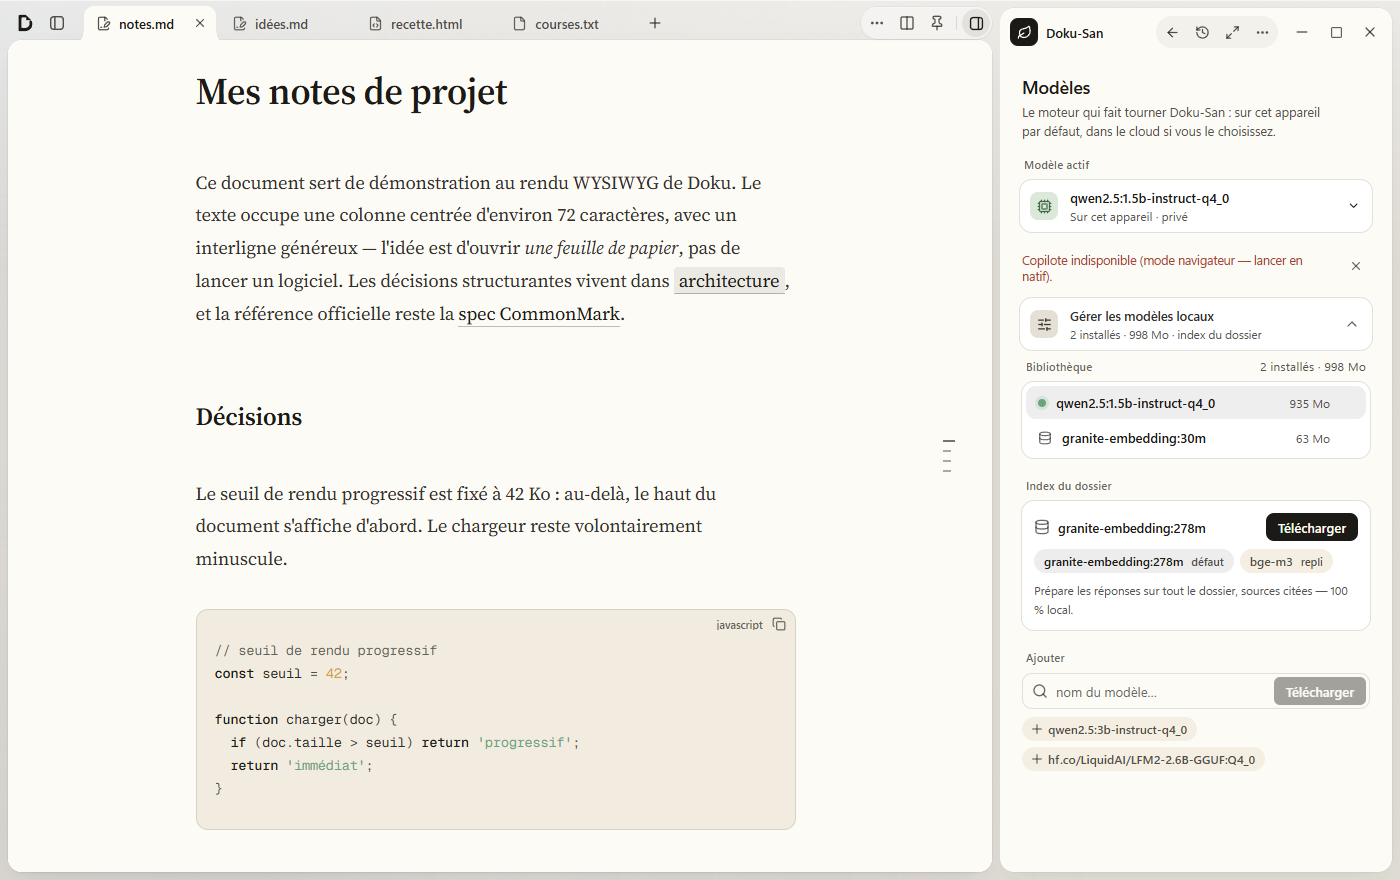 notes.md
idées.md
recette.html
courses.txt
Mes notes de projet
Ce document sert de démonstration au rendu WYSIWYG de Doku. Le
texte occupe une colonne centrée d'environ 72 caractères, avec un
interligne généreux — l'idée est d'ouvrir une feuille de papier, pas de
lancer un logiciel. Les décisions structurantes vivent dans architecture ,
et la référence officielle reste la spec CommonMark.
Décisions
Le seuil de rendu progressif est fixé à 42 Ko : au-delà, le haut du
document s'affiche d'abord. Le chargeur reste volontairement
minuscule.
javascript
// seuil de rendu progressif
const seuil = 42;
function charger(doc) {
  if (doc.taille > seuil) return 'progressif';
  return 'immédiat';
}
Doku-San
Modèles
Le moteur qui fait tourner Doku-San : sur cet appareil
par défaut, dans le cloud si vous le choisissez.
Modèle actif
qwen2.5:1.5b-instruct-q4_0
Sur cet appareil · privé
Copilote indisponible (mode navigateur — lancer en
natif).
Gérer les modèles locaux
2 installés · 998 Mo · index du dossier
Bibliothèque 2 installés · 998 Mo
qwen2.5:1.5b-instruct-q4_0 935 Mo
granite-embedding:30m 63 Mo
Index du dossier
granite-embedding:278m Télécharger
granite-embedding:278m défaut bge-m3 repli
Prépare les réponses sur tout le dossier, sources citées — 100
% local.
Ajouter
nom du modèle... Télécharger
+ qwen2.5:3b-instruct-q4_0
+ hf.co/LiquidAI/LFM2-2.6B-GGUF:Q4_0